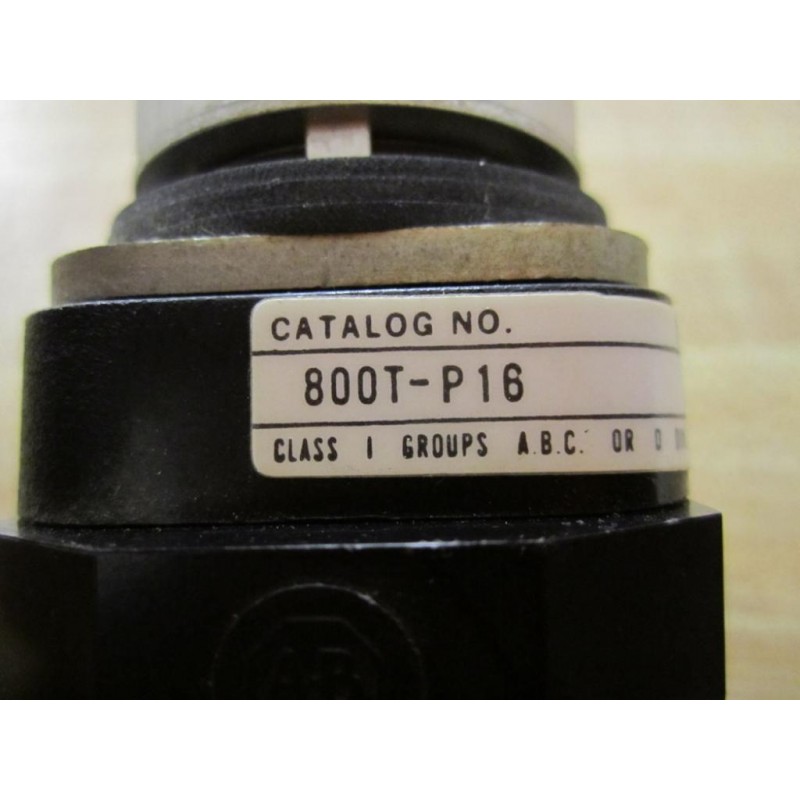 CATALOG NO.
800T-P16
CLASS I GROUPS A.B.C. OR D
A-B